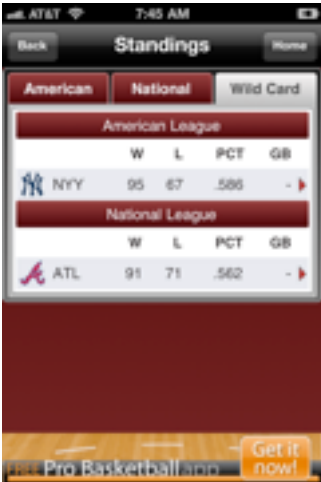 AT&T 7:45 AM
Back Standings Home
American National Wild Card
American League
W L PCT GB
NYY 95 67 .586 -
National League
W L PCT GB
ATL 91 71 .562 -
Get it
FREE Pro Basketball app now!